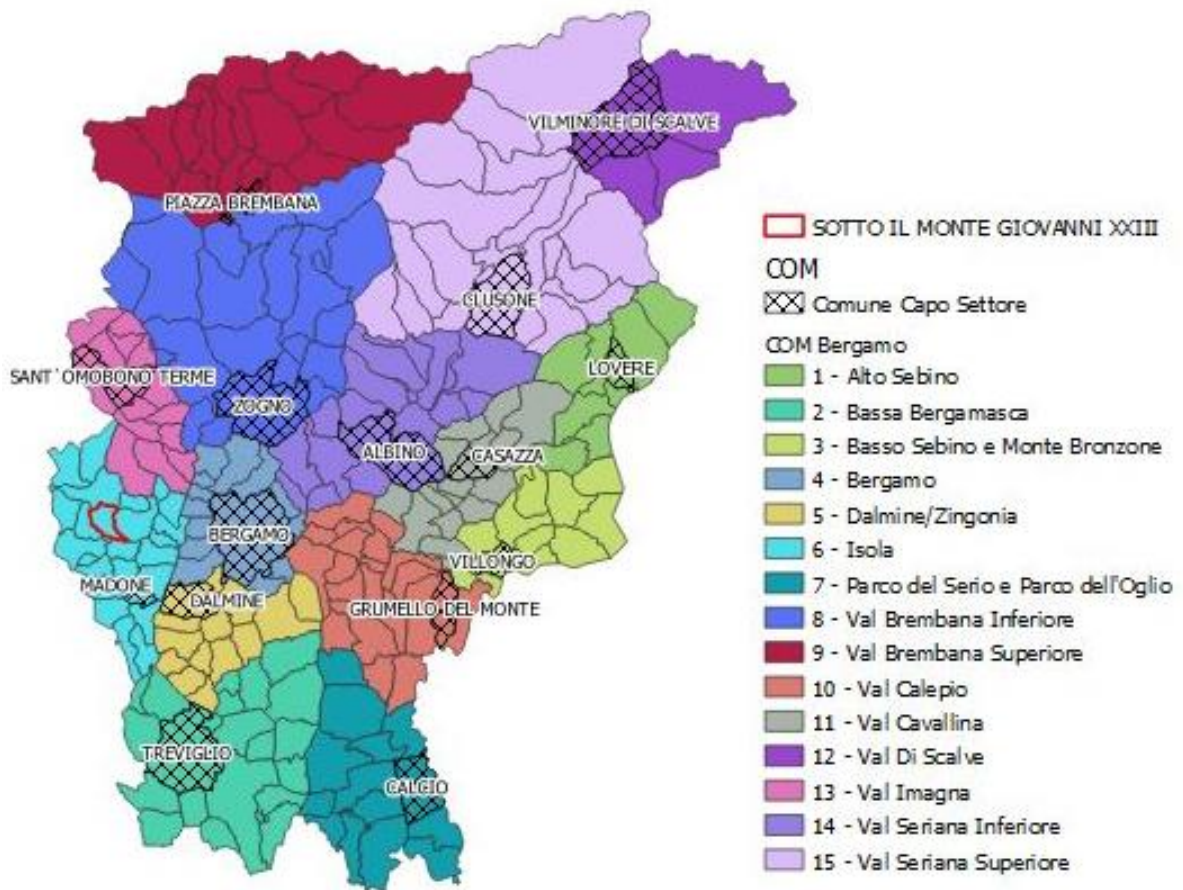 VILMINORE DI SCALVE
PIAZZA BREMBANA
CLUSONE
LOVERE
SANT'OMOBONO TERME
ZOGNO
ALBINO
CASAZZA
BERGAMO
VILLONGO
MADONE
DALMINE
GRUMELLO DEL MONTE
TREVIGLIO
CALCIO
SOTTO IL MONTE GIOVANNI XXIII
COM
Comune Capo Settore
COM Bergamo
1 - Alto Sebino
2 - Bassa Bergamasca
3 - Basso Sebino e Monte Bronzone
4 - Bergamo
5 - Dalmine/Zingonia
6 - Isola
7 - Parco del Serio e Parco dell'Oglio
8 - Val Brembana Inferiore
9 - Val Brembana Superiore
10 - Val Calepio
11 - Val Cavallina
12 - Val Di Scalve
13 - Val Imagna
14 - Val Seriana Inferiore
15 - Val Seriana Superiore